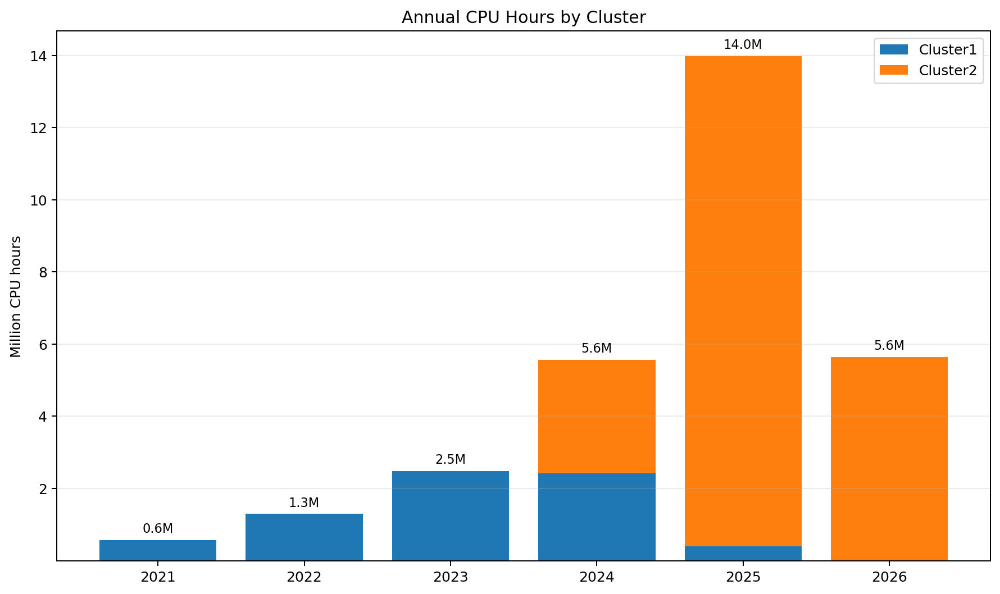 Annual CPU Hours by Cluster
14.0M
Cluster1
Cluster2
14
12
10
8
6
4
2
Million CPU hours
5.6M
5.6M
2.5M
1.3M
0.6M
2021
2022
2023
2024
2025
2026